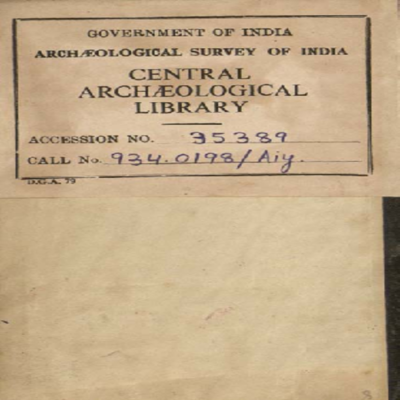 GOVERNMENT OF INDIA
ARCHÆOLOGICAL SURVEY OF INDIA
CENTRAL
ARCHÆOLOGICAL
LIBRARY
ACCESSION NO. 35389
CALL No. 934.0198/Aiy.
D.G.A. 79